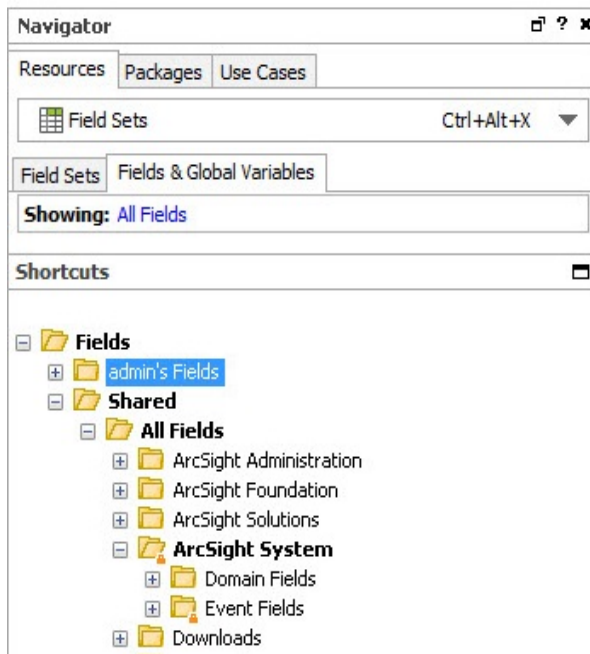 Navigator ?
Resources Packages Use Cases
Field Sets Ctrl+Alt+X
Field Sets Fields & Global Variables
Showing: All Fields
Shortcuts
Fields
admin's Fields
Shared
All Fields
ArcSight Administration
ArcSight Foundation
ArcSight Solutions
ArcSight System
Domain Fields
Event Fields
Downloads